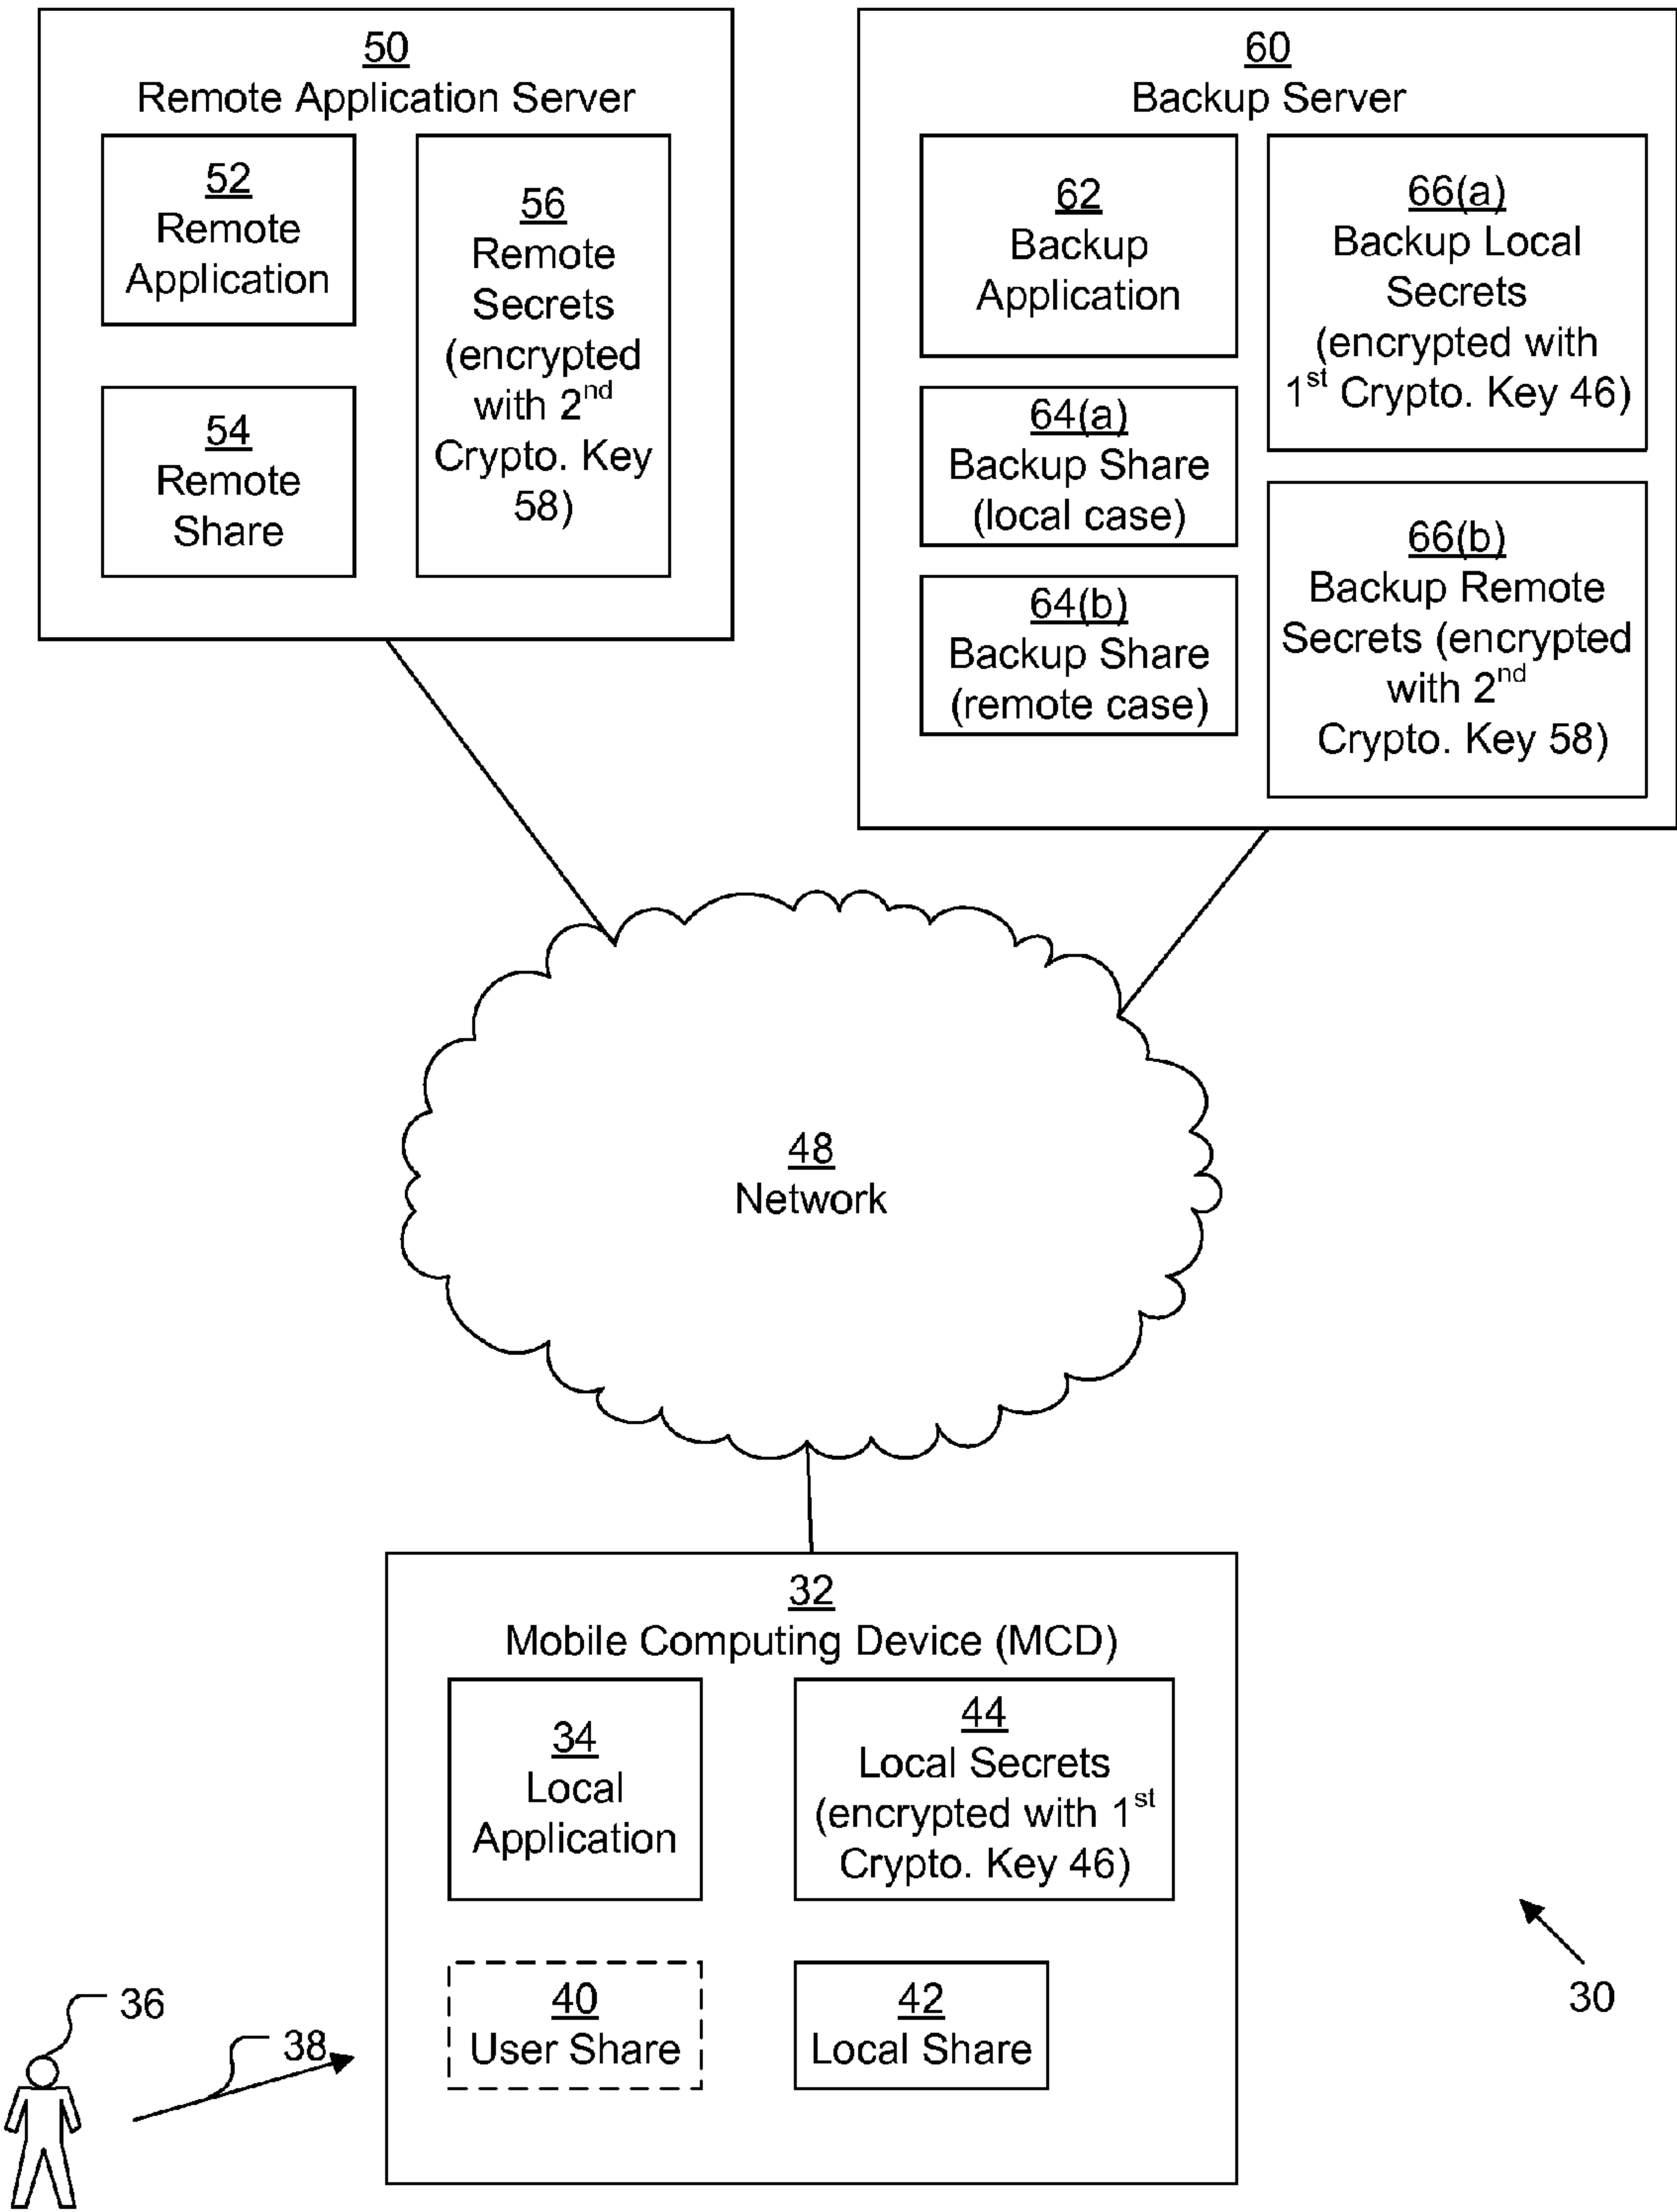 50
Remote Application Server
52
Remote
Application
54
Remote
Share
56
Remote
Secrets
(encrypted
with 2nd
Crypto. Key
58)
60
Backup Server
62
Backup
Application
64(a)
Backup Share
(local case)
64(b)
Backup Share
(remote case)
66(a)
Backup Local
Secrets
(encrypted with
1st Crypto. Key 46)
66(b)
Backup Remote
Secrets (encrypted
with 2nd
Crypto. Key 58)
48
Network
32
Mobile Computing Device (MCD)
34
Local
Application
44
Local Secrets
(encrypted with 1st
Crypto. Key 46)
40
User Share
42
Local Share
36
38
30